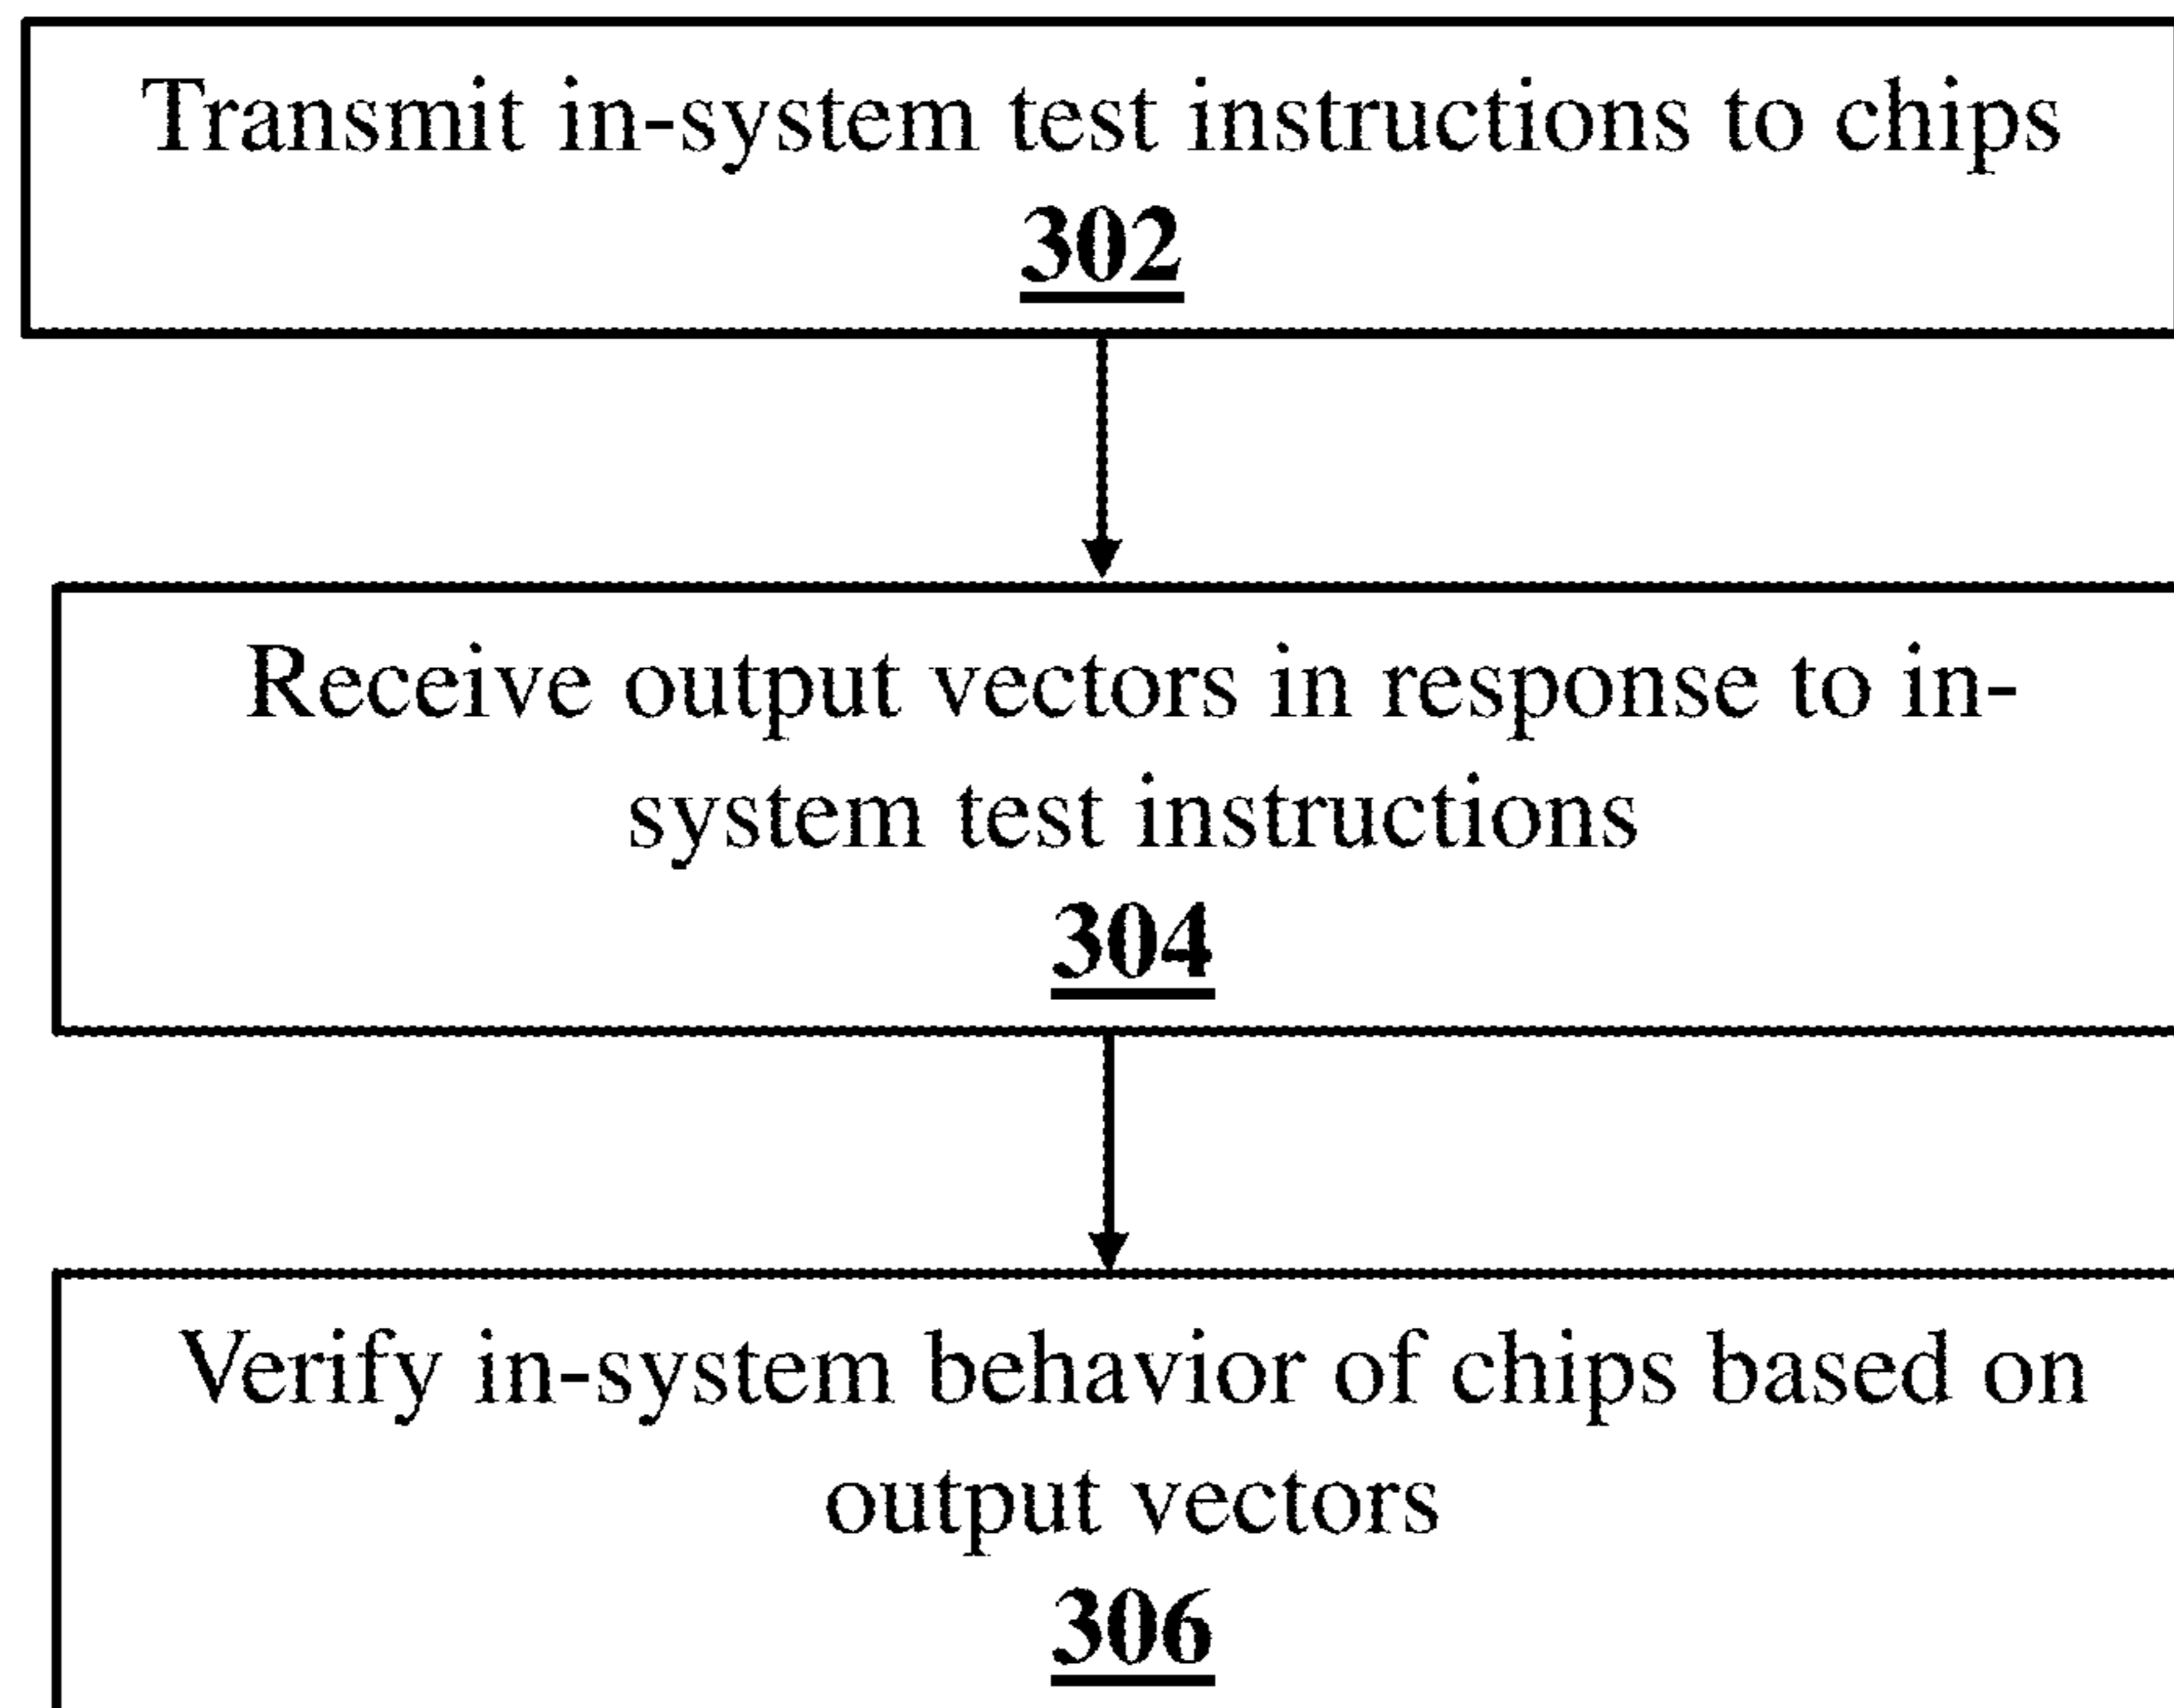 Transmit in-system test instructions to chips
302
Receive output vectors in response to in-
system test instructions
304
Verify in-system behavior of chips based on
output vectors
306